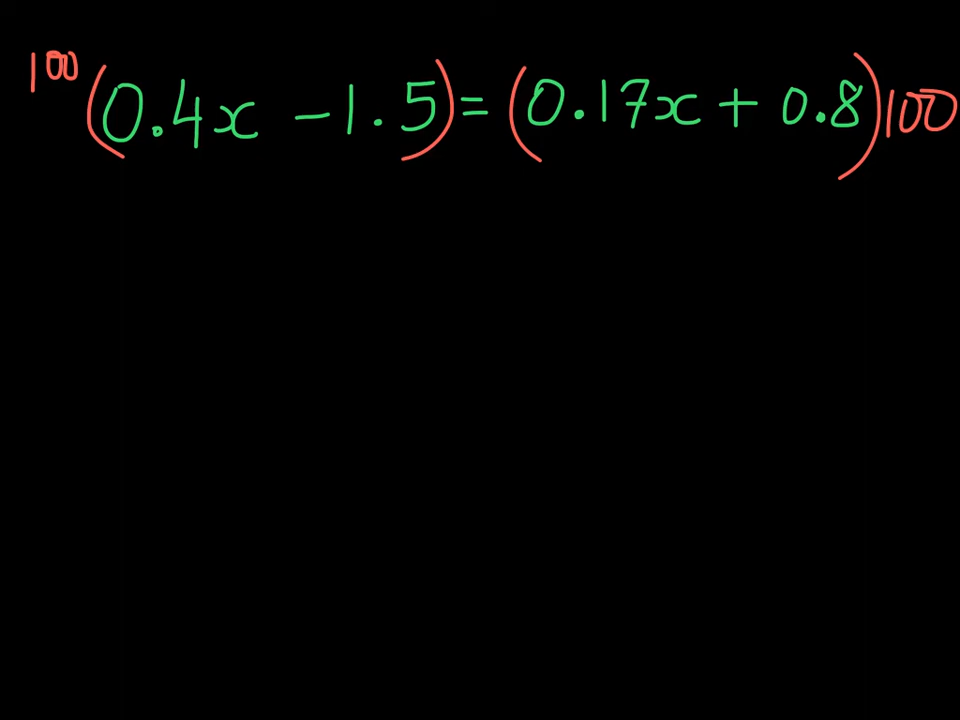 100(0.4x - 1.5) = (0.17x + 0.8)100